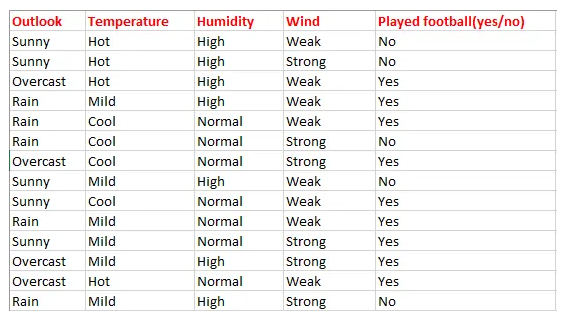 Outlook Temperature Humidity Wind Played football(yes/no)
Sunny Hot High Weak No
Sunny Hot High Strong No
Overcast Hot High Weak Yes
Rain Mild High Weak Yes
Rain Cool Normal Weak Yes
Rain Cool Normal Strong No
Overcast Cool Normal Strong Yes
Sunny Mild High Weak No
Sunny Cool Normal Weak Yes
Rain Mild Normal Weak Yes
Sunny Mild Normal Strong Yes
Overcast Mild High Strong Yes
Overcast Hot Normal Weak Yes
Rain Mild High Strong No